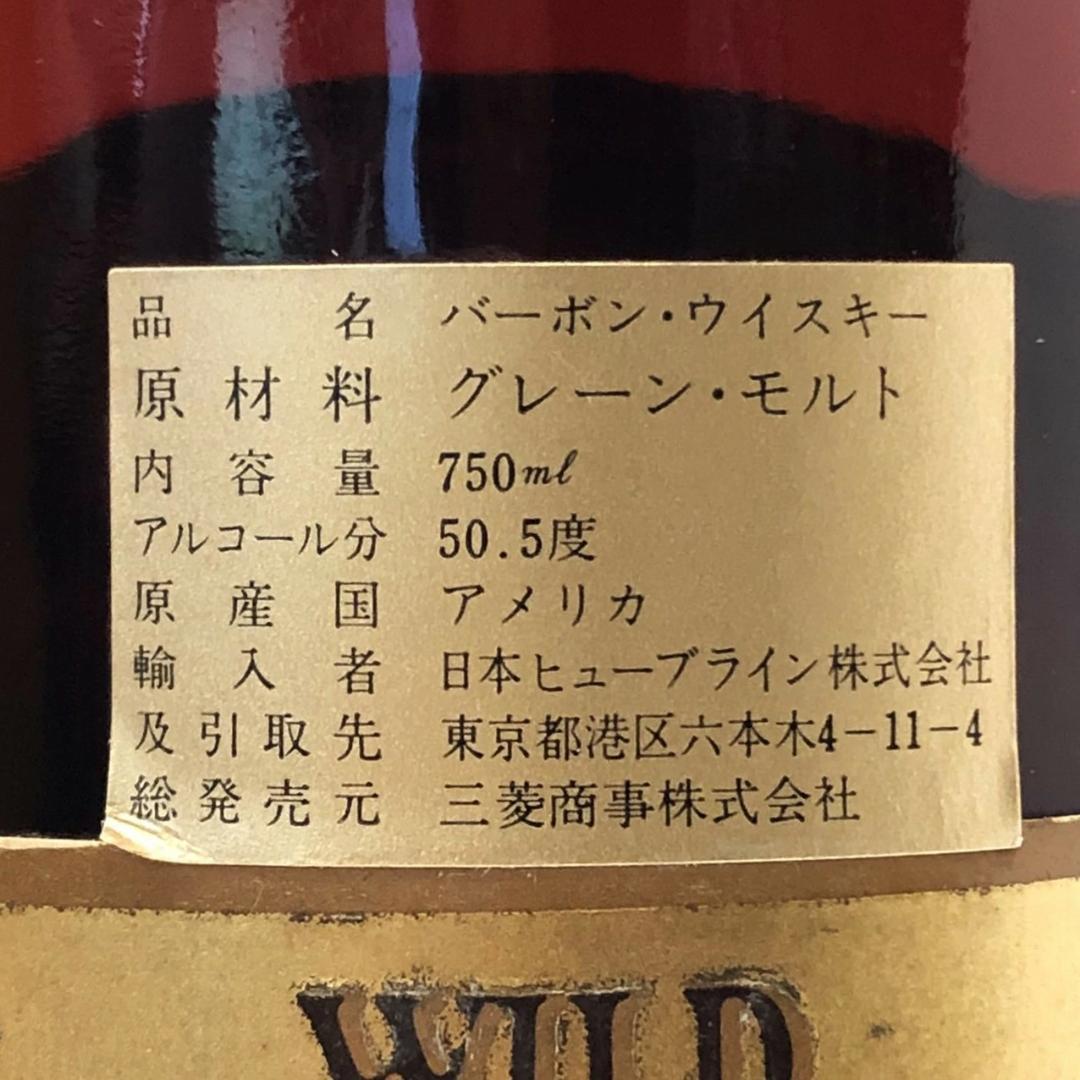 品名 バーボン・ウイスキー
原材料 グレーン・モルト
内容量 750ml
アルコール分 50.5度
原産国 アメリカ
輸入者 日本ヒューブライン株式会社
及引取先 東京都港区六本木4-11-4
総発売元 三菱商事株式会社
WILD